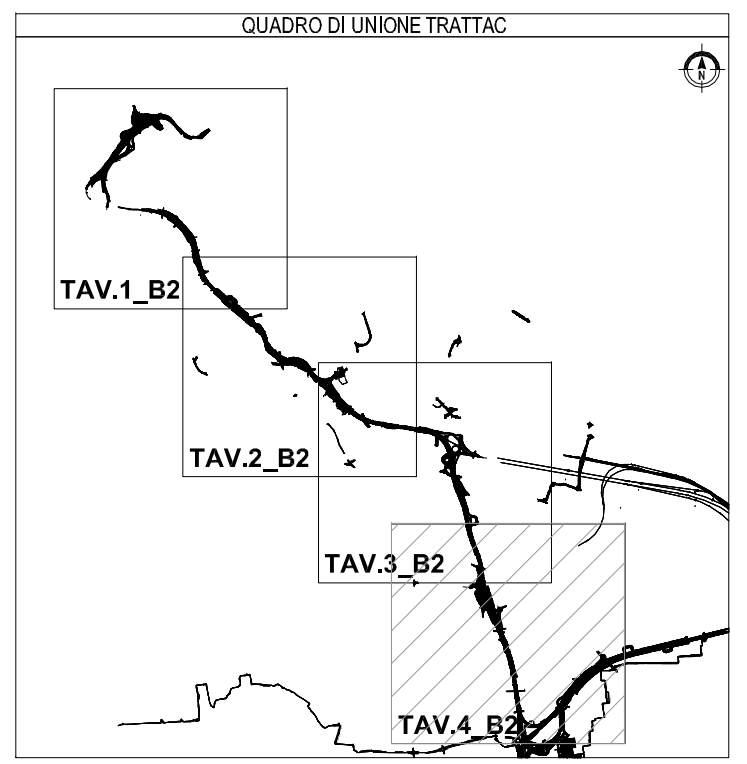 QUADRO DI UNIONE TRATTAC
N
TAV.1_B2
TAV.2_B2
TAV.3_B2
TAV.4_B2